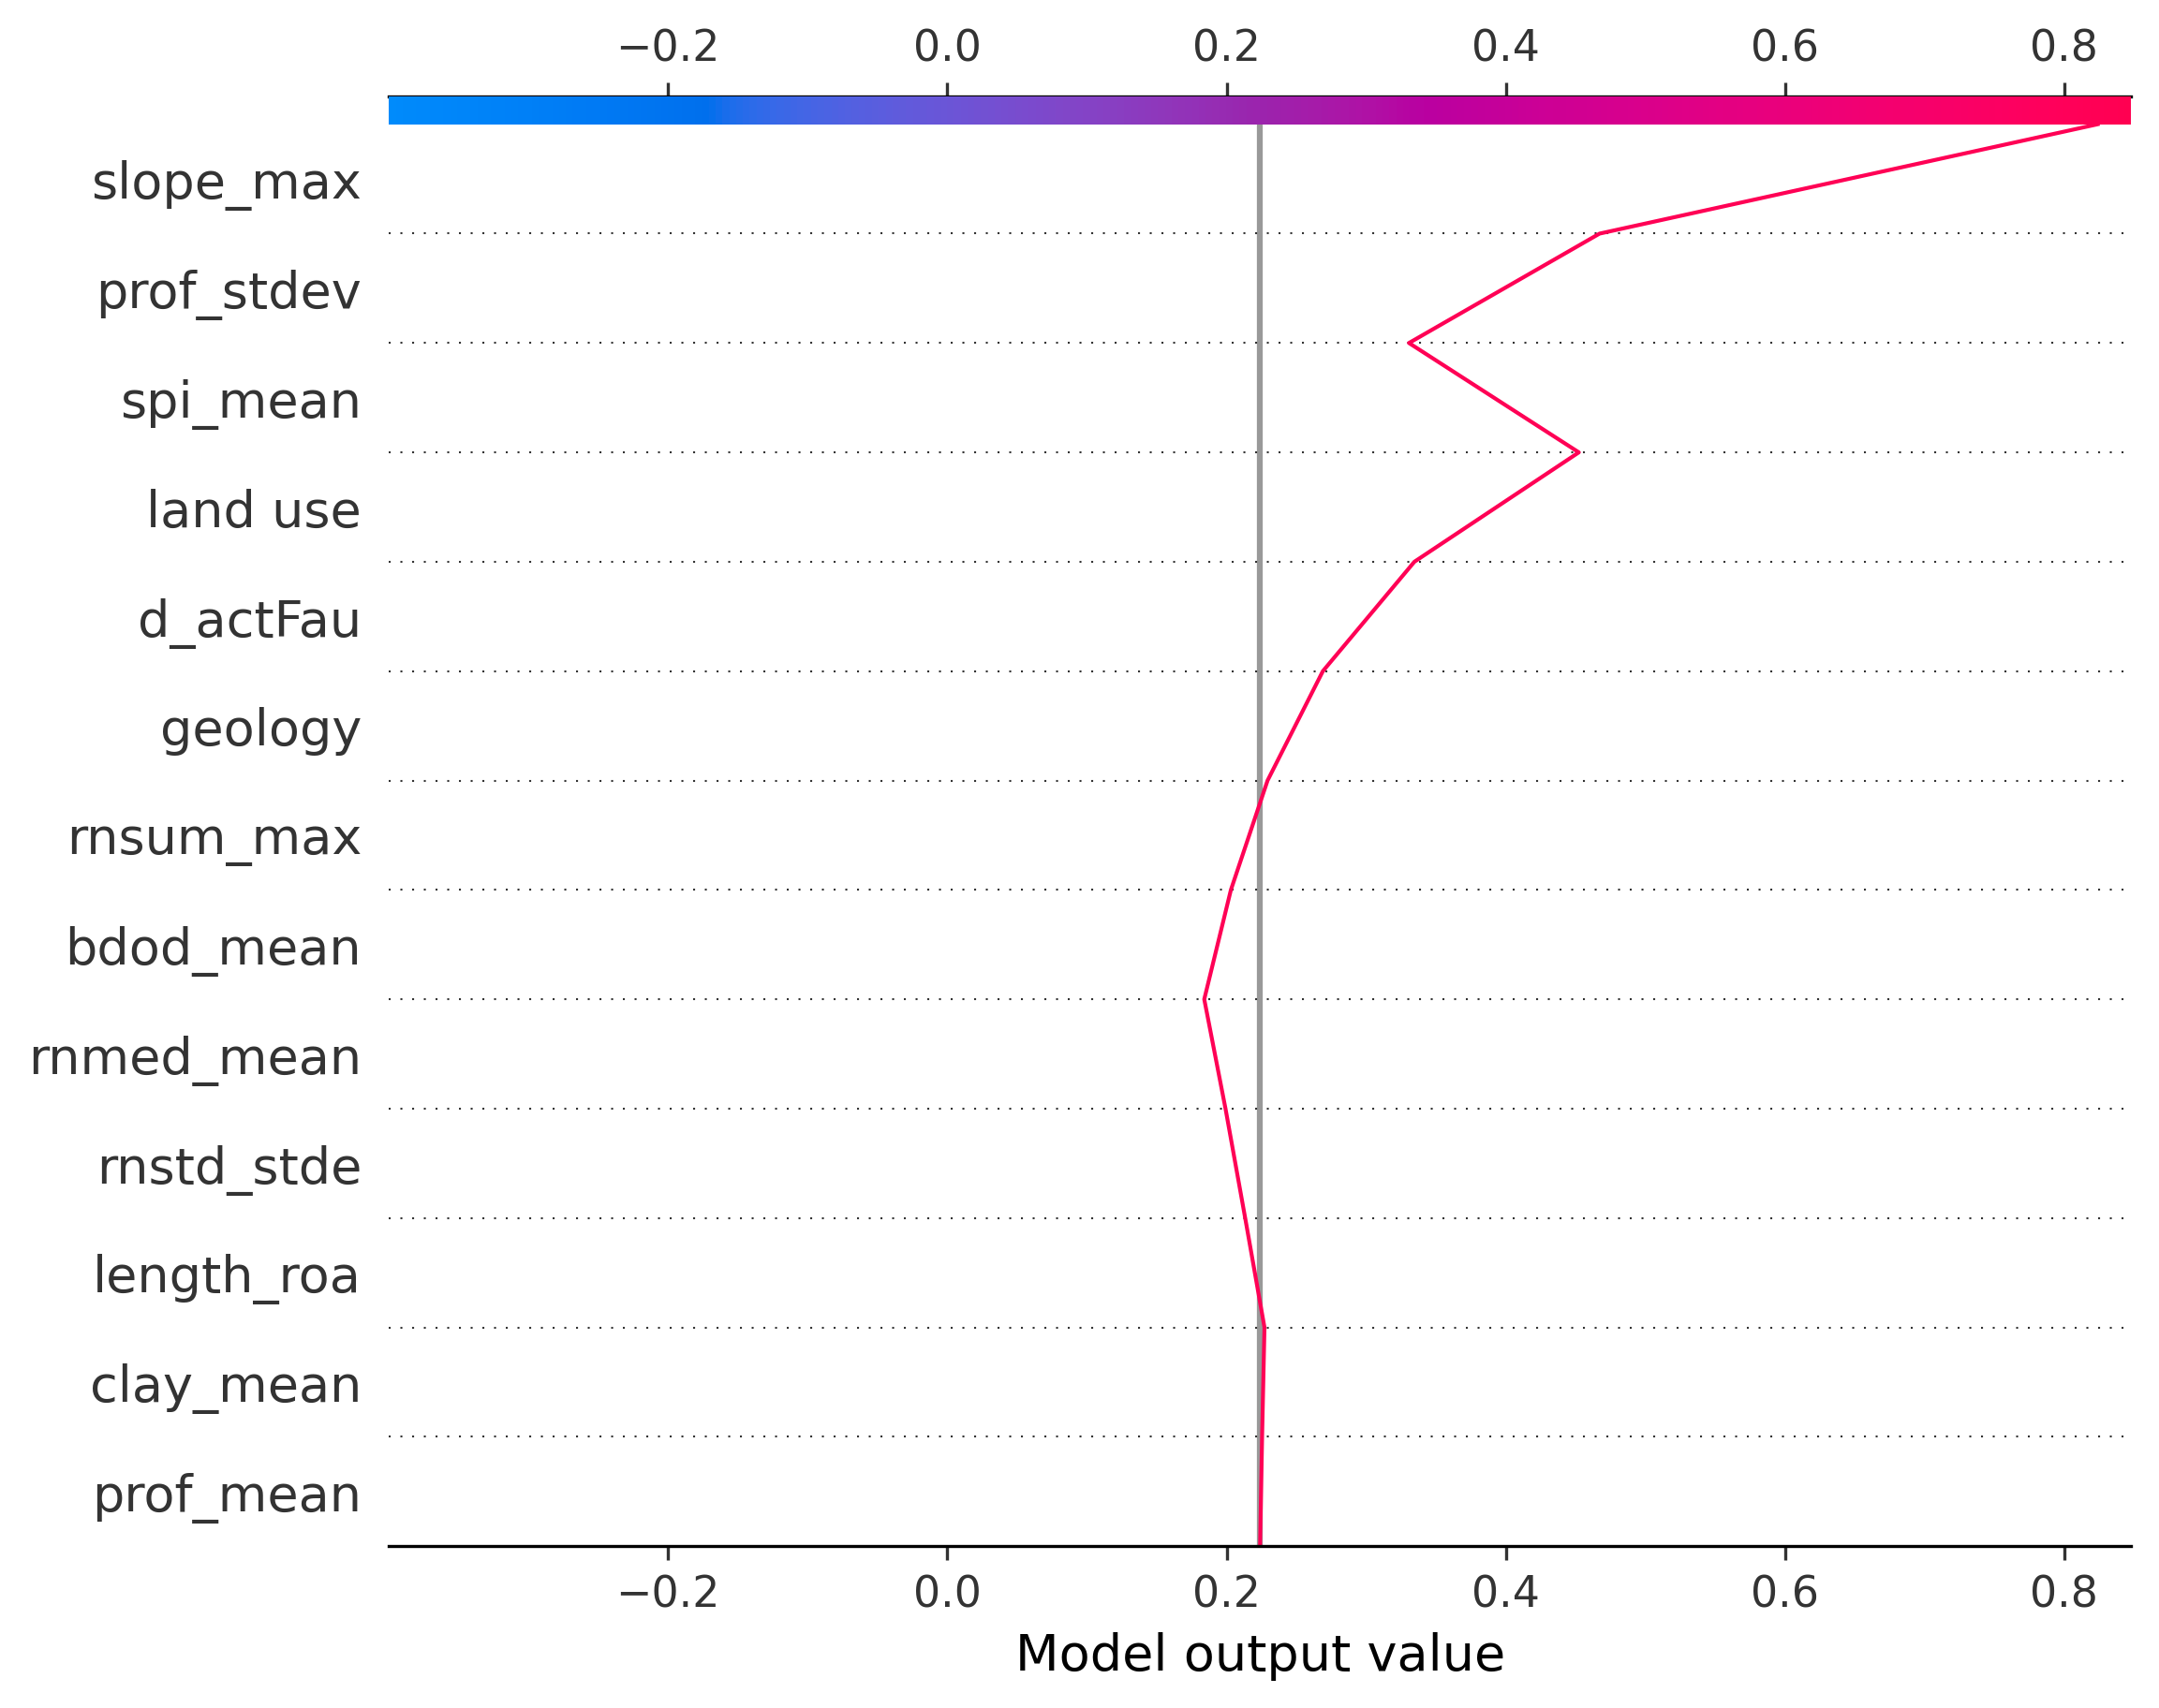 −0.2 0.0 0.2 0.4 0.6 0.8
slope_max
prof_stdev
spi_mean
land use
d_actFau
geology
rnsum_max
bdod_mean
rnmed_mean
rnstd_stde
length_roa
clay_mean
prof_mean
−0.2 0.0 0.2 0.4 0.6 0.8
Model output value